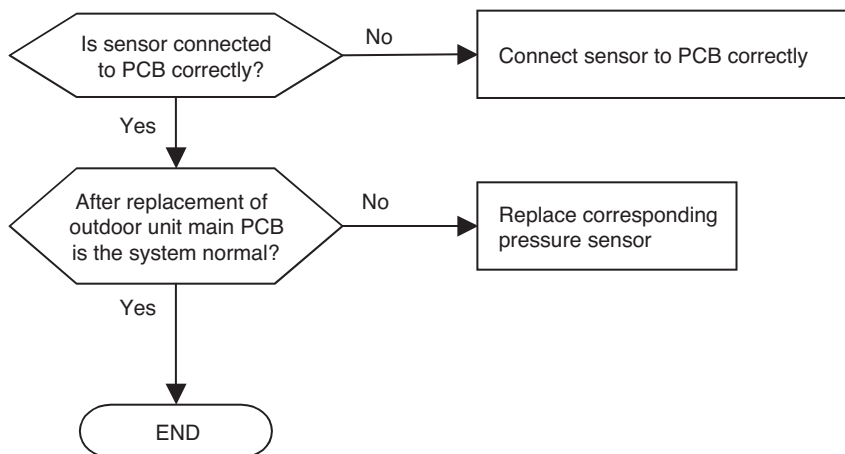 Is sensor connected
to PCB correctly?
No
Connect sensor to PCB correctly
Yes
After replacement of
outdoor unit main PCB
is the system normal?
No
Replace corresponding
pressure sensor
Yes
END